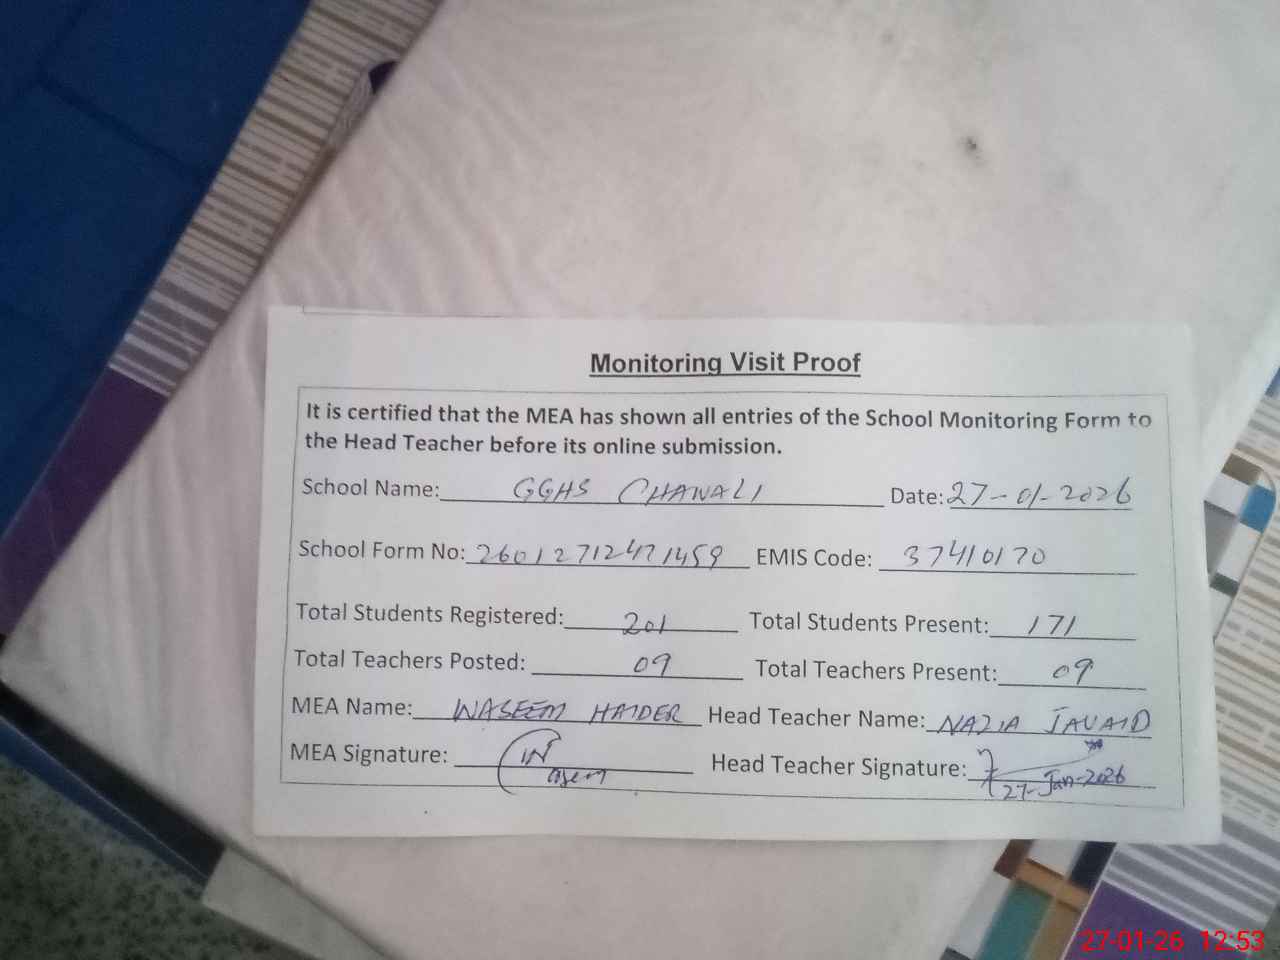 Monitoring Visit Proof
It is certified that the MEA has shown all entries of the School Monitoring Form to
the Head Teacher before its online submission.
School Name: GGHS CHAWALI Date: 27-01-2026
School Form No: 260127124721459 EMIS Code: 37410170
Total Students Registered: 201 Total Students Present: 171
Total Teachers Posted: 09 Total Teachers Present: 09
MEA Name: WASEEM HAIDER Head Teacher Name: NAZIA JAVAID
MEA Signature: Head Teacher Signature:
27-Jan-2026
27-01-26 12:53